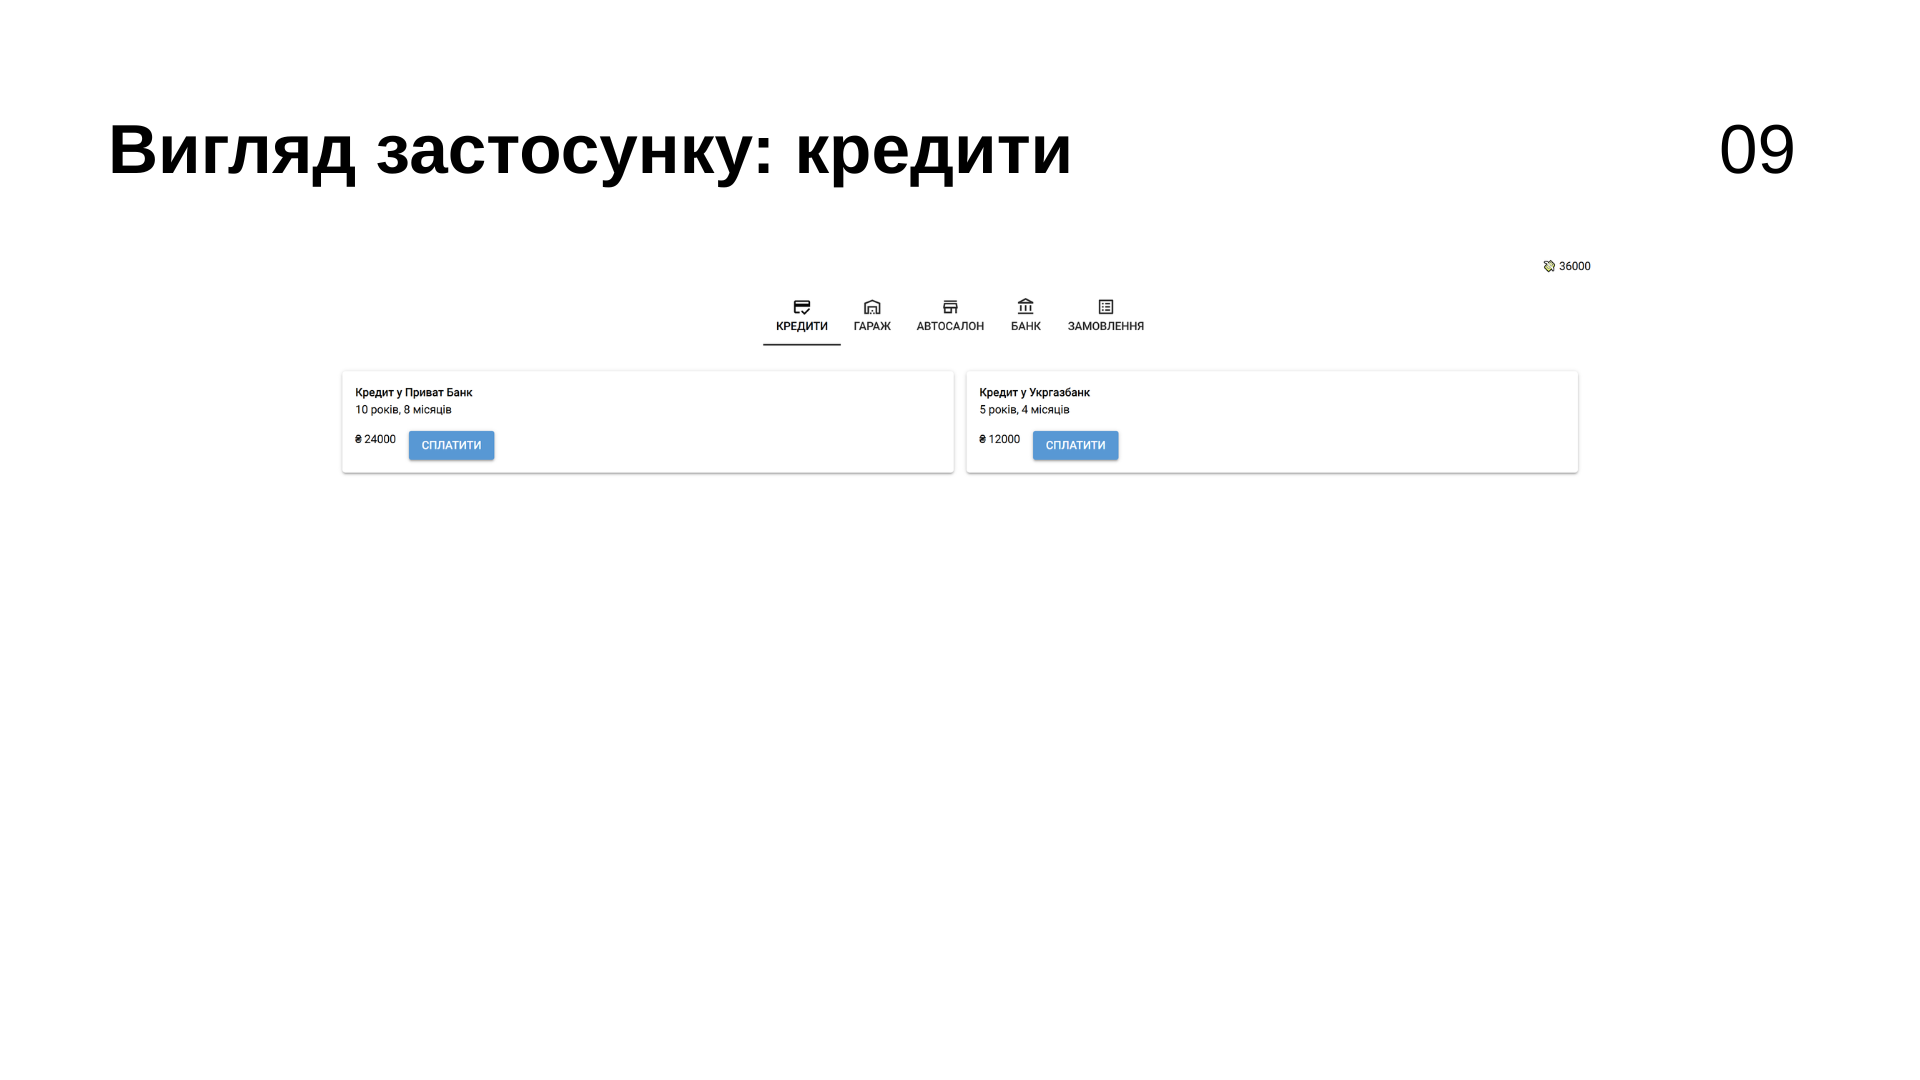 Вигляд застосунку: кредити
09
36000
КРЕДИТИ ГАРАЖ АВТОСАЛОН БАНК ЗАМОВЛЕННЯ
Кредит у Приват Банк
10 років, 8 місяців
₴ 24000 СПЛАТИТИ
Кредит у Укргазбанк
5 років, 4 місяців
₴ 12000 СПЛАТИТИ